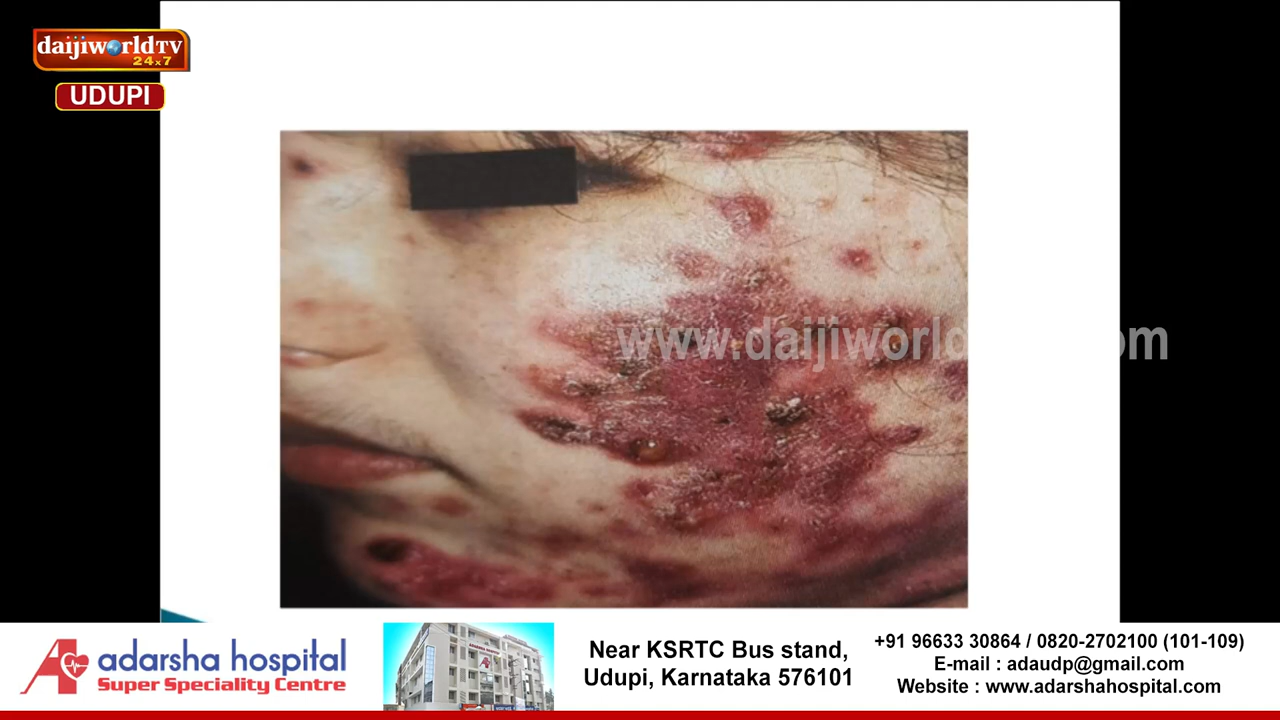 daijiworldTV
24x7
UDUPI
www.daijiworld
om
adarsha hospital
Super Speciality Centre
Near KSRTC Bus stand,
Udupi, Karnataka 576101
+91 96633 30864 / 0820-2702100 (101-109)
E-mail : adaudp@gmail.com
Website : www.adarshahospital.com